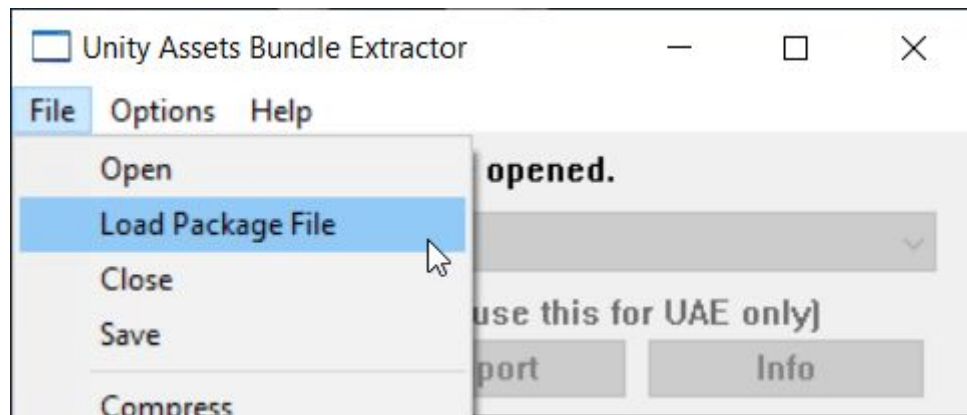 Unity Assets Bundle Extractor
File Options Help
Open
opened.
Load Package File
Close
use this for UAE only)
Save
port
Info
Compress